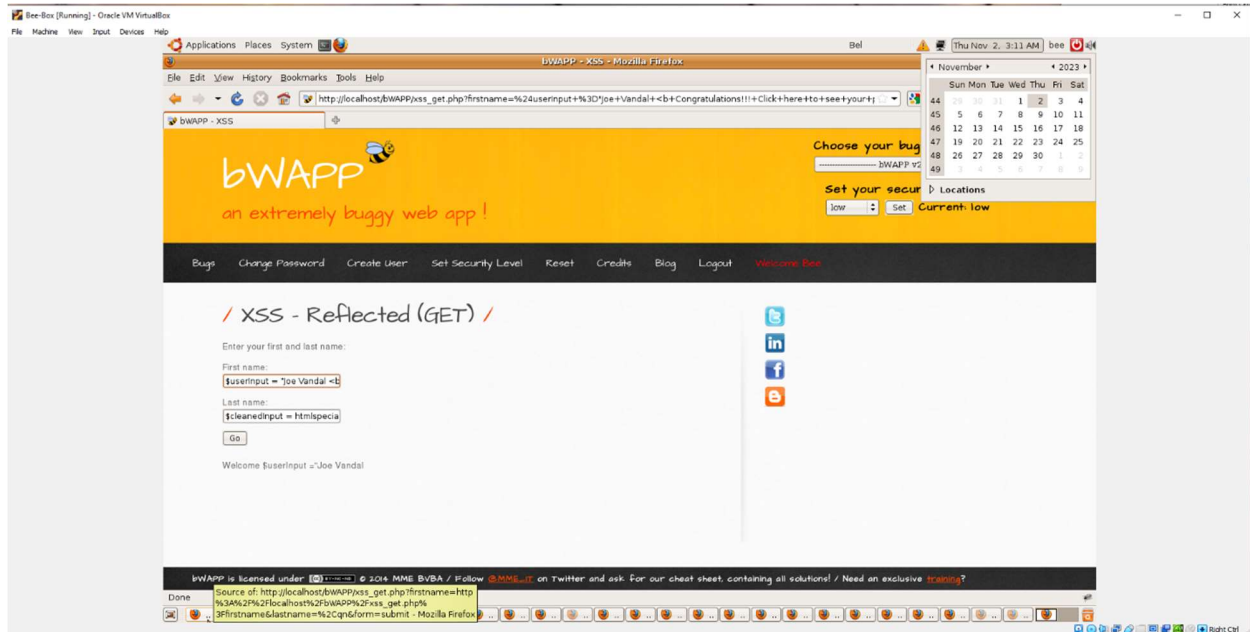 Bee-Box [Running] - Oracle VM VirtualBox
File Machine View Input Devices Help
Applications Places System
Bel
Thu Nov 2, 3:11 AM bee
bWAPP - XSS - Mozilla Firefox
File Edit View History Bookmarks Tools Help
November 2023
http://localhost/bWAPP/xss_get.php?firstname=%24userInput+%3D"Joe+Vandal+<b+Congratulations!!!+Click+here+to+see+your+
Sun Mon Tue Wed Thu Fri Sat
44 29 30 31 1 2 3 4
45 5 6 7 8 9 10 11
46 12 13 14 15 16 17 18
47 19 20 21 22 23 24 25
48 26 27 28 29 30 1 2
49 3 4 5 6 7 8 9
Locations
bWAPP - XSS
bWAPP
an extremely buggy web app !
Choose your bug
bWAPP v2
Set your secur
low Set Current: low
Bugs Change Password Create User Set Security Level Reset Credits Blog Logout Welcome Bee
/ XSS - Reflected (GET) /
Enter your first and last name:
First name:
$userInput = "Joe Vandal <b
Last name:
$cleanedInput = htmlspecia
Go
Welcome $userInput ="Joe Vandal
in
f
bWAPP is licensed under © 2014 MME BVBA / Follow @MME_IT on Twitter and ask for our cheat sheet, containing all solutions! / Need an exclusive training?
Done
Source of: http://localhost/bWAPP/xss_get.php?firstname=http
%3A%2F%2Flocalhost%2FbWAPP%2Fxss_get.php%
3Ffirstname&lastname=%2Cqn&form=submit - Mozilla Firefox
Right Ctrl